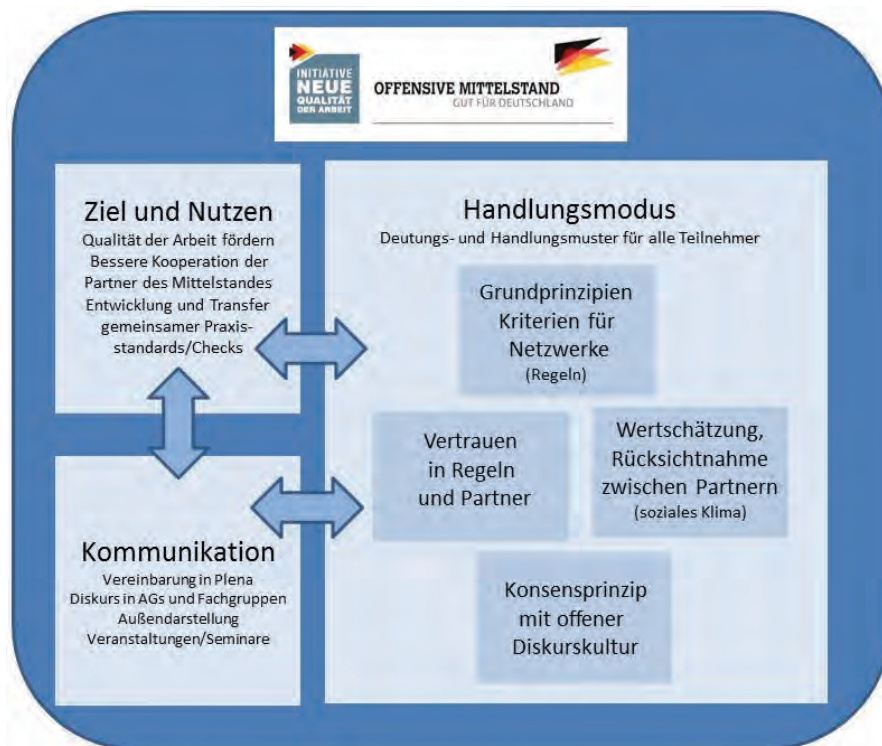 INITIATIVE
NEUE
QUALITÄT
DER ARBEIT
OFFENSIVE MITTELSTAND
GUT FÜR DEUTSCHLAND
Ziel und Nutzen
Qualität der Arbeit fördern
Bessere Kooperation der
Partner des Mittelstandes
Entwicklung und Transfer
gemeinsamer Praxis-
standards/Checks
Kommunikation
Vereinbarung in Plena
Diskurs in AGs und Fachgruppen
Außendarstellung
Veranstaltungen/Seminare
Handlungsmodus
Deutungs- und Handlungsmuster für alle Teilnehmer
Grundprinzipien
Kriterien für
Netzwerke
(Regeln)
Vertrauen
in Regeln
und Partner
Wertschätzung,
Rücksichtnahme
zwischen Partnern
(soziales Klima)
Konsensprinzip
mit offener
Diskurskultur